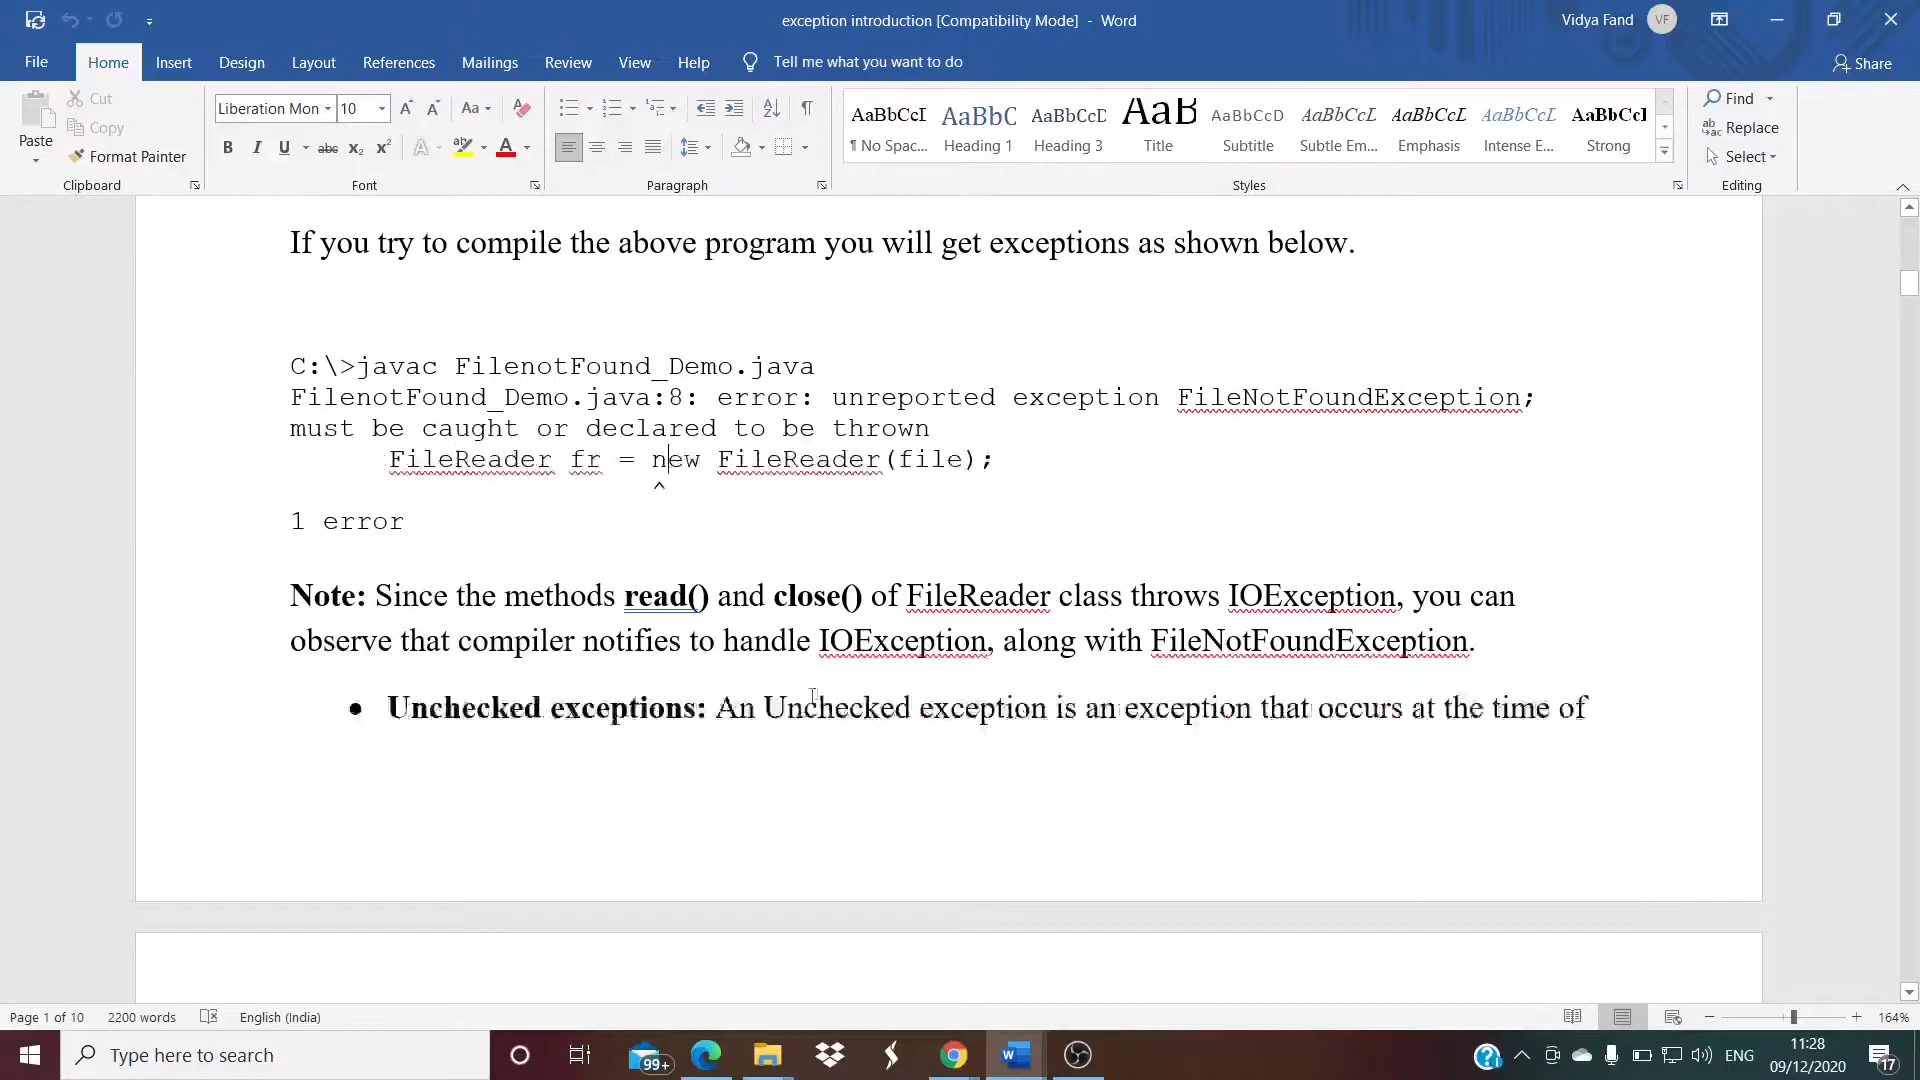 exception introduction [Compatibility Mode] - Word
Vidya Fand VF
File Home Insert Design Layout References Mailings Review View Help Tell me what you want to do Share
Paste
Cut
Copy
Format Painter
Clipboard
Liberation Mon 10
Font
Paragraph
AaBbCcI AaBbC AaBbCcD AaB AaBbCcD AaBbCcL AaBbCcL AaBbCcL AaBbCcI
¶ No Spac... Heading 1 Heading 3 Title Subtitle Subtle Em... Emphasis Intense E... Strong
Styles
Find
Replace
Select
Editing
If you try to compile the above program you will get exceptions as shown below.
C:\>javac FilenotFound_Demo.java
FilenotFound_Demo.java:8: error: unreported exception FileNotFoundException;
must be caught or declared to be thrown
FileReader fr = new FileReader(file);
^
1 error
Note: Since the methods read() and close() of FileReader class throws IOException, you can
observe that compiler notifies to handle IOException, along with FileNotFoundException.
• Unchecked exceptions: An Unchecked exception is an exception that occurs at the time of
Page 1 of 10 2200 words English (India) 164%
Type here to search
99+
ENG
11:28
09/12/2020
17